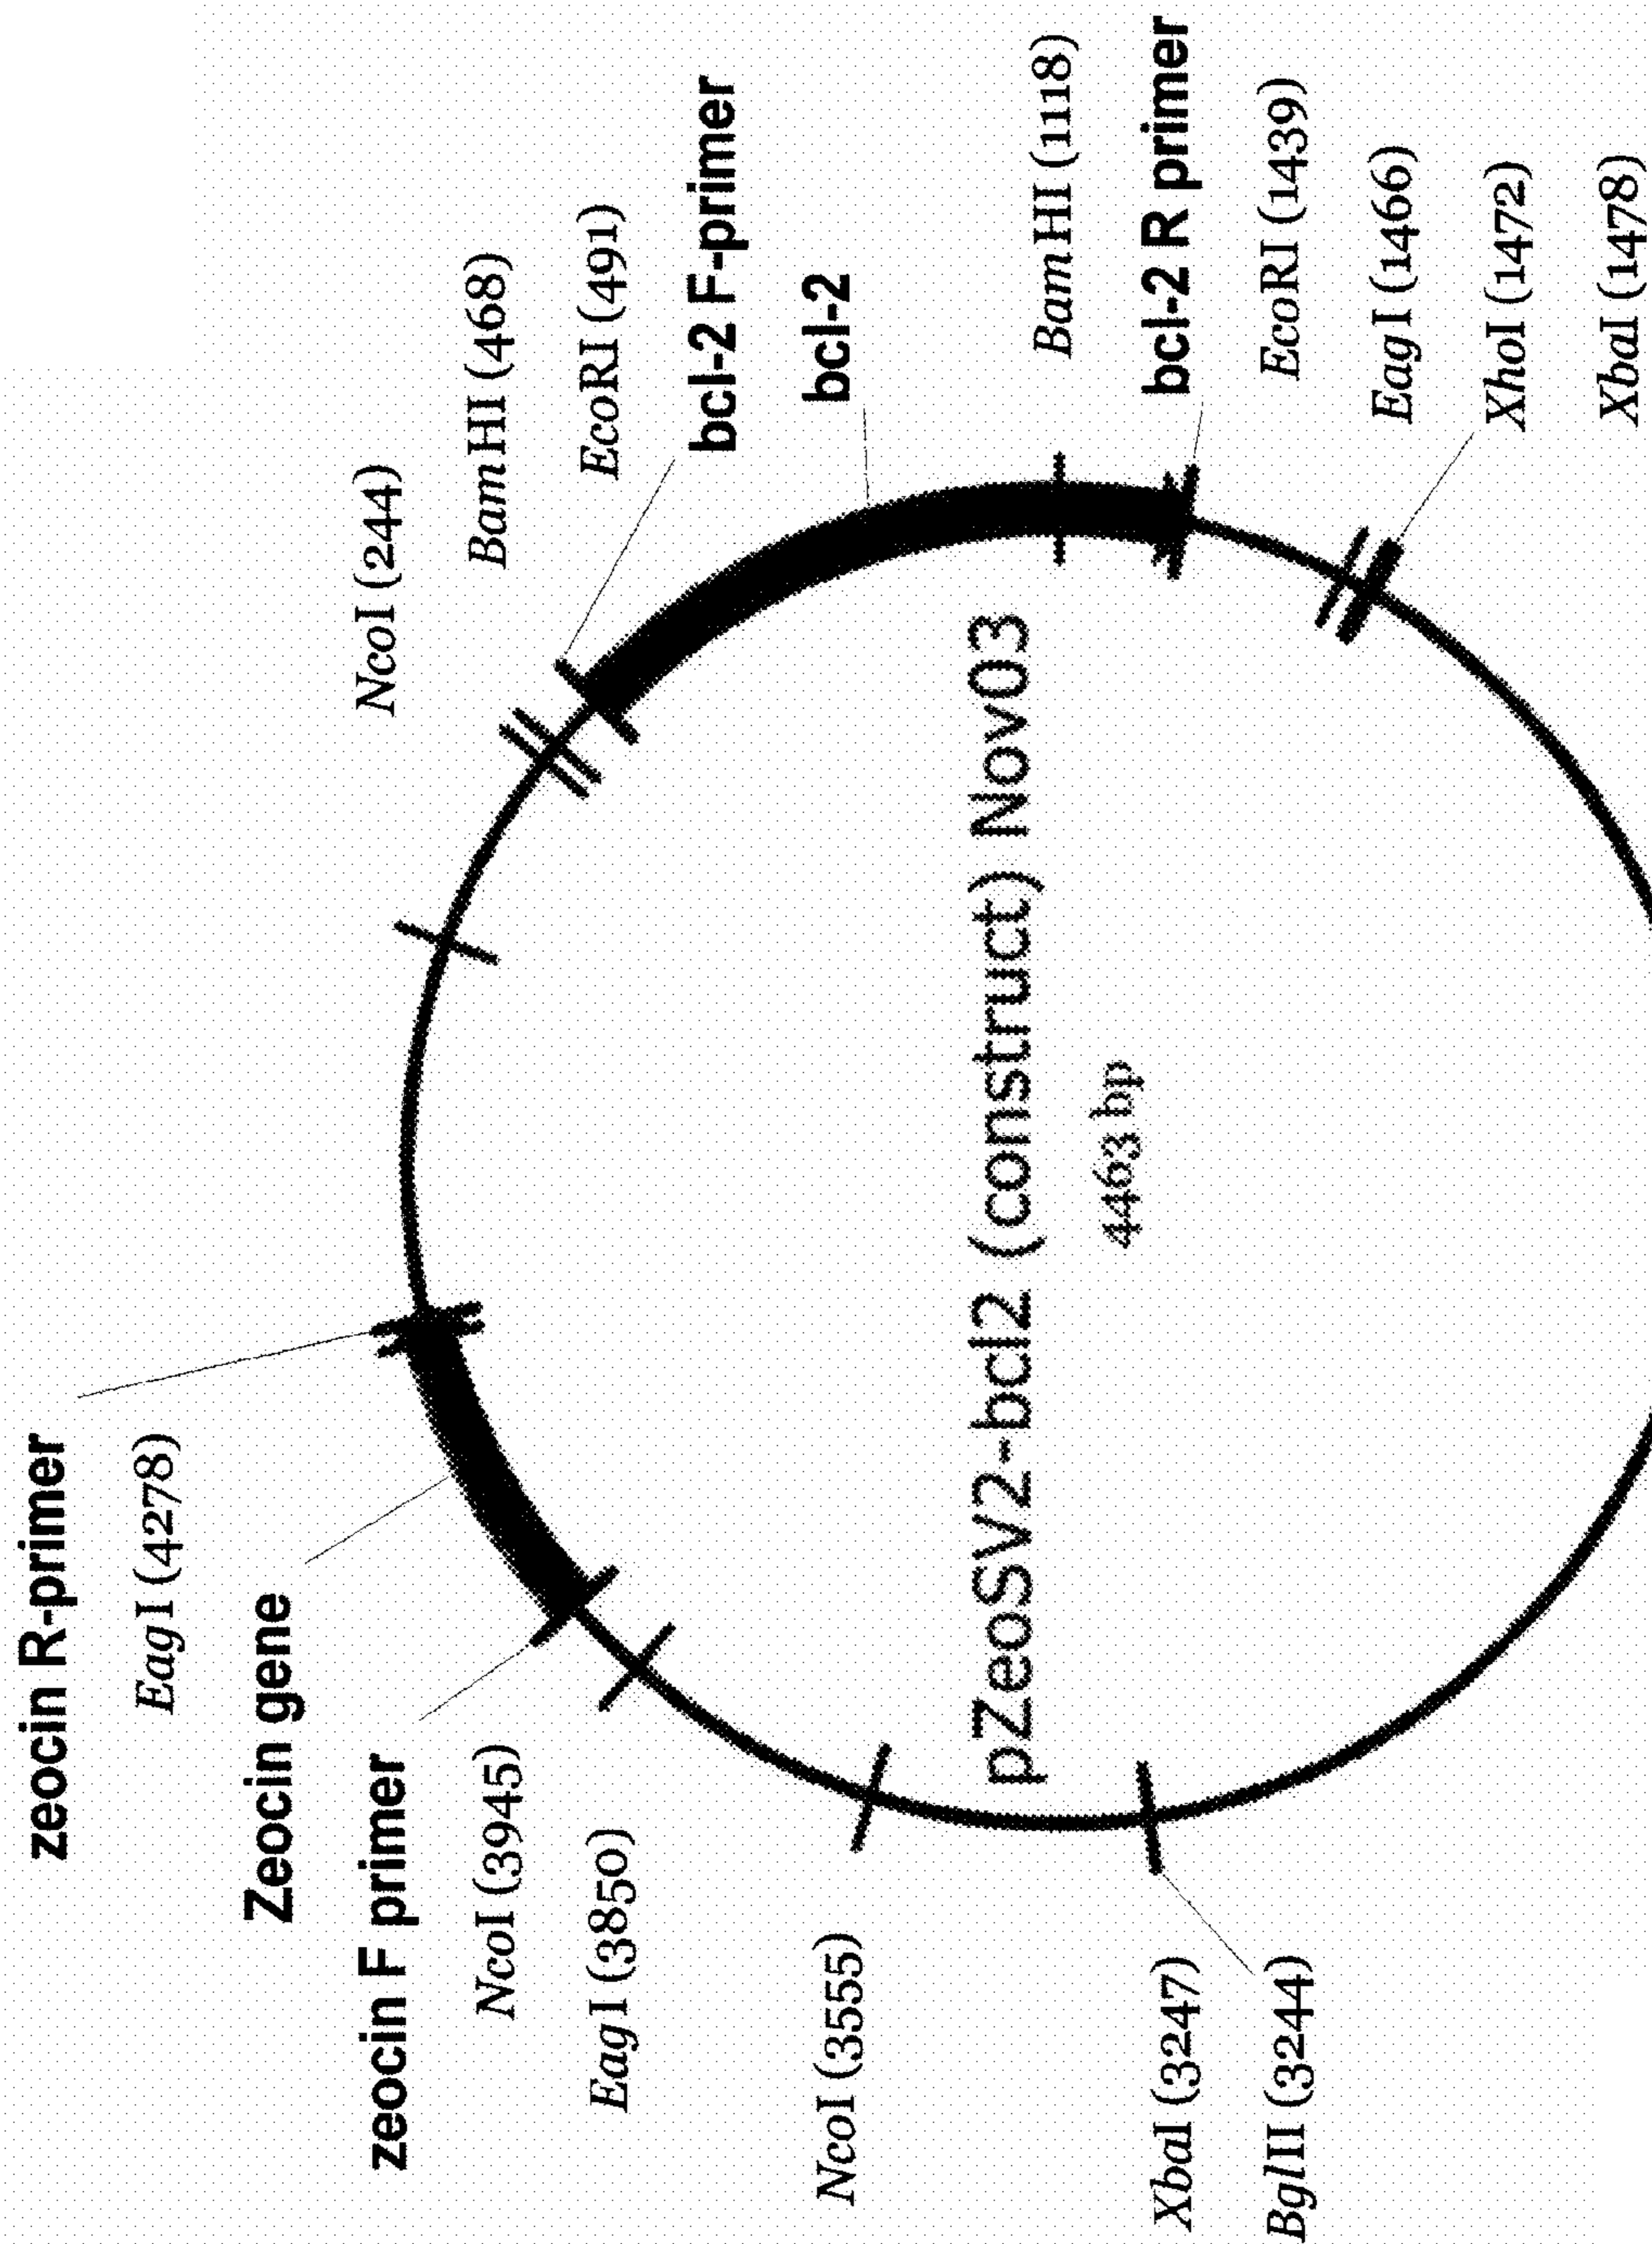 zeocin R-primer
EagI (4278)
Zeocin gene
zeocin F primer
NcoI (3945)
EagI (3850)
NcoI (3555)
XbaI (3247)
BglII (3244)
NcoI (244)
BamHI (468)
EcoRI (491)
bcl-2 F-primer
bcl-2
BamHI (1118)
bcl-2 R primer
EcoRI (1439)
EagI (1466)
XhoI (1472)
XbaI (1478)
pZeoSV2-bcl2 (construct) Nov03
4463 bp